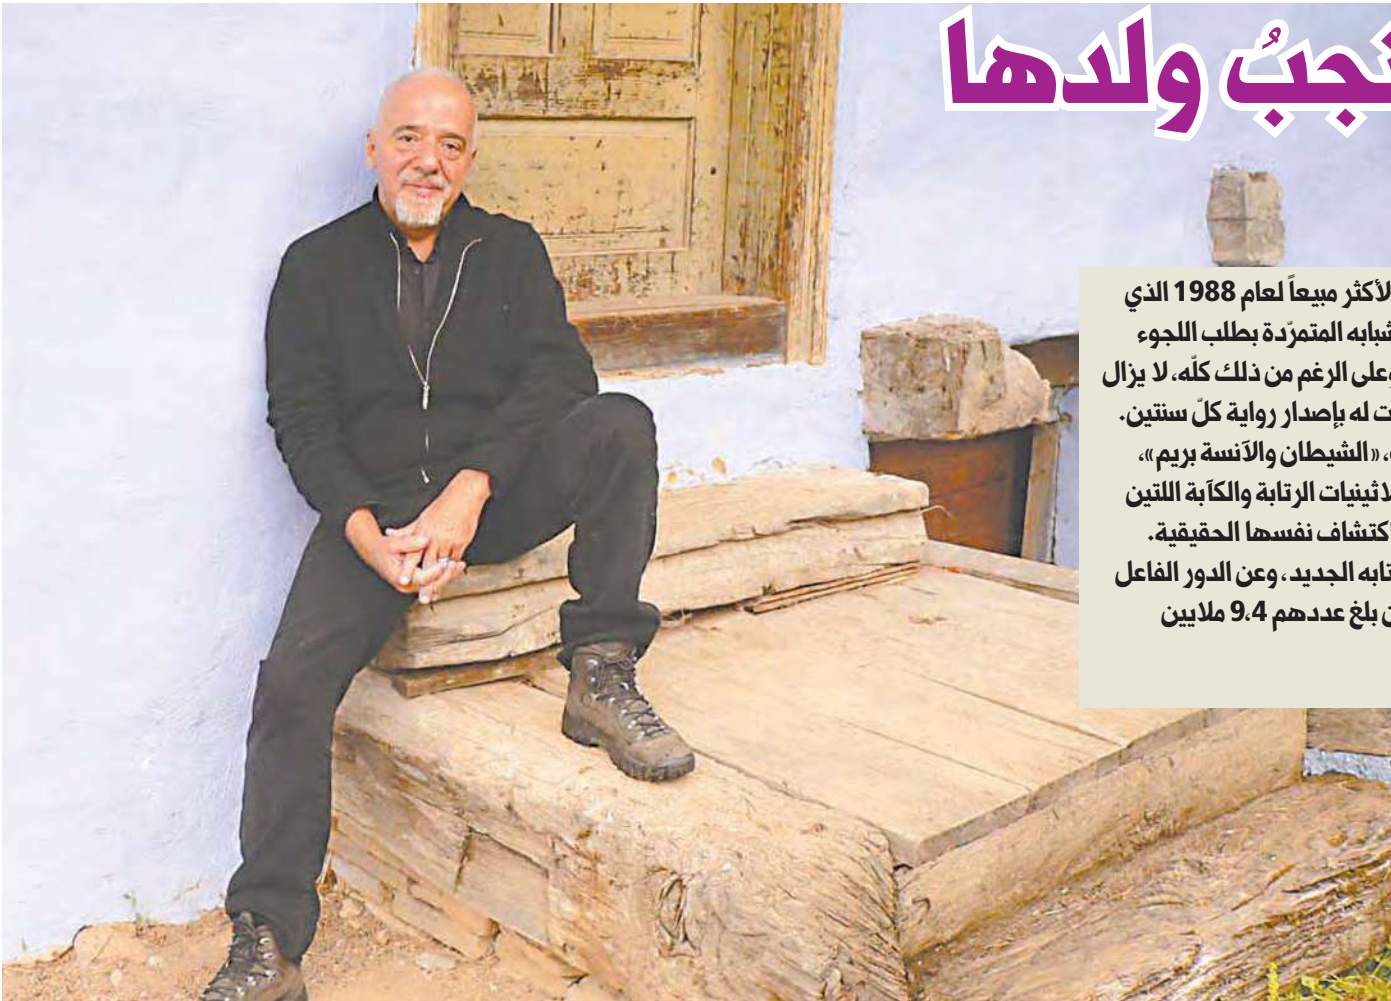 نجبُ ولدها
لأكثر مبيعاً لعام 1988 الذي
شبابه المتمرّدة بطلب اللجوء
وعلى الرغم من ذلك كلّه، لا يزال
ت له بإصدار رواية كلّ سنتين.
، «الشيطان والآنسة بريم»،
لاثينيات الرتابة والكآبة اللتين
كتشاف نفسها الحقيقية.
تابه الجديد، وعن الدور الفاعل
ن بلغ عددهم 9،4 ملايين